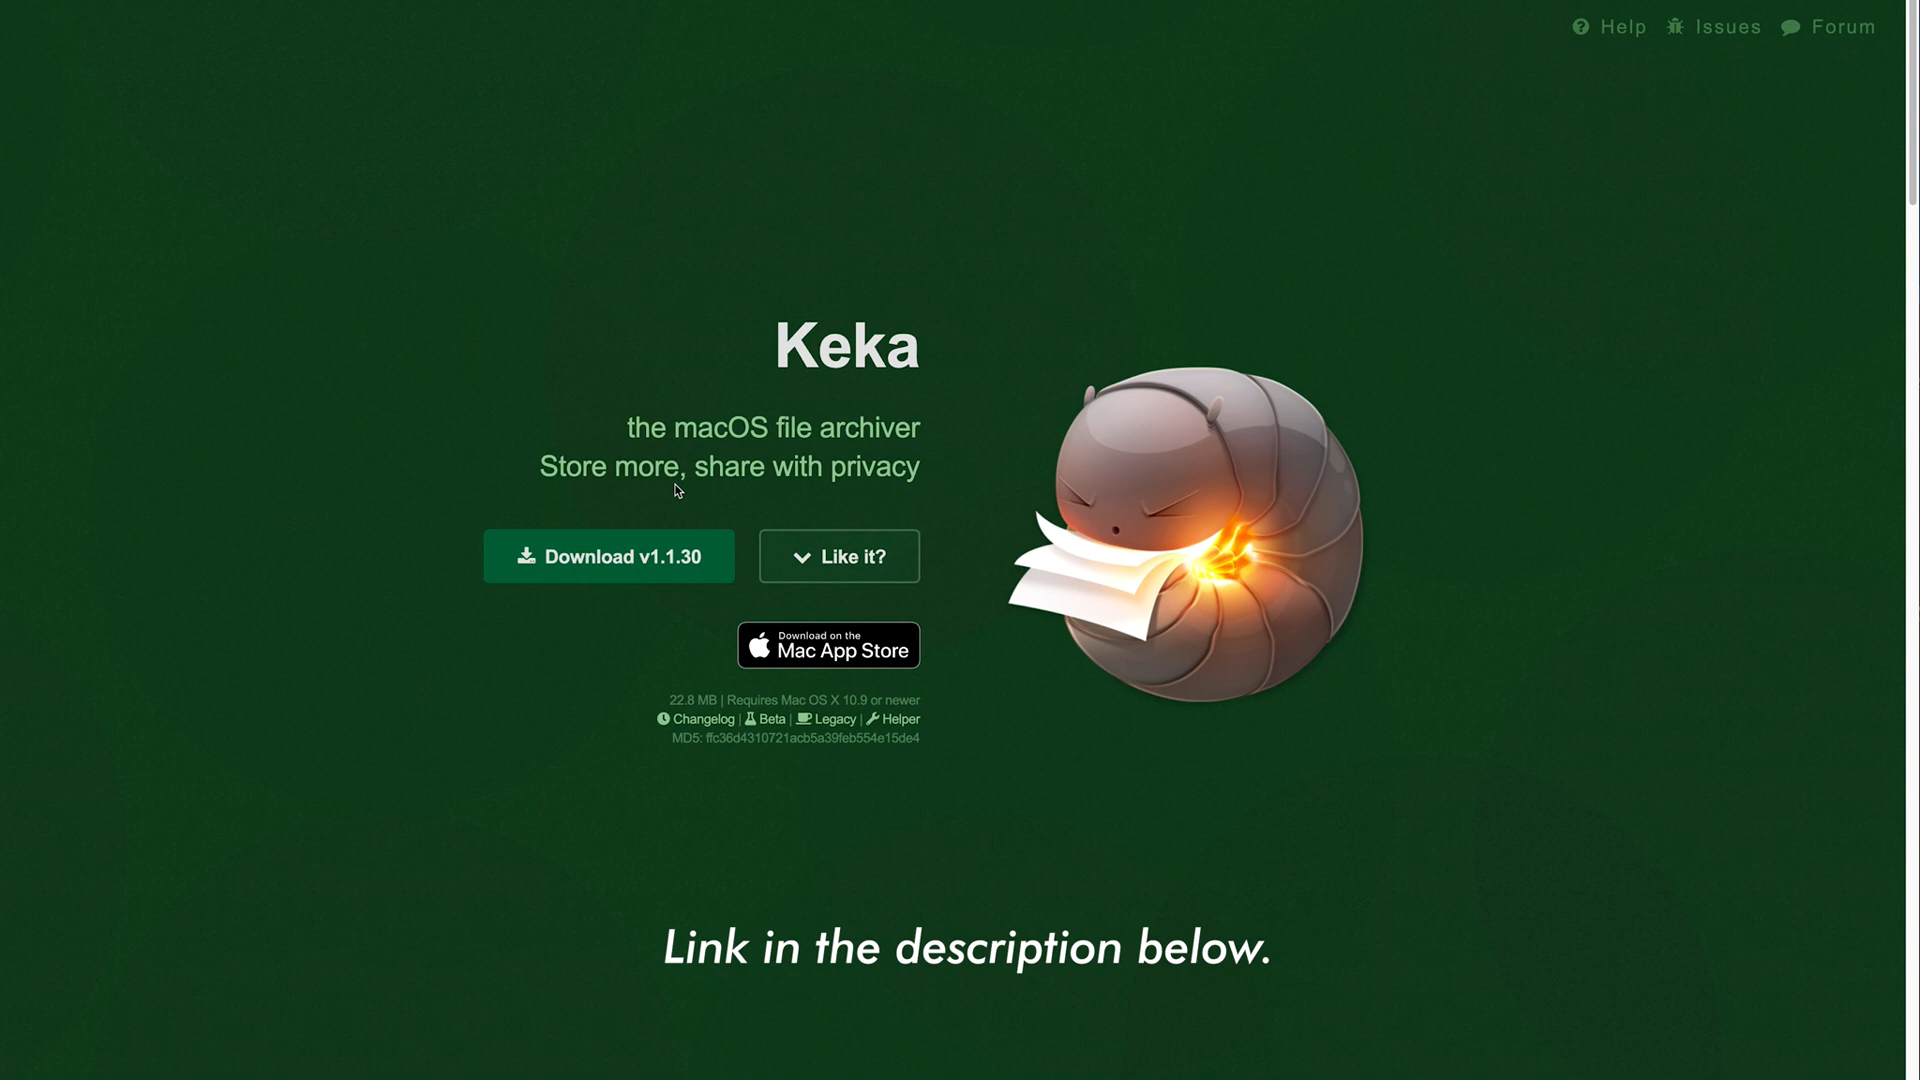 Help Issues Forum
Keka
the macOS file archiver
Store more, share with privacy
Download v1.1.30
Like it?
Download on the
Mac App Store
22.8 MB | Requires Mac OS X 10.9 or newer
Changelog | Beta | Legacy | Helper
MD5: ffc36d4310721acb5a39feb554e15de4
Link in the description below.